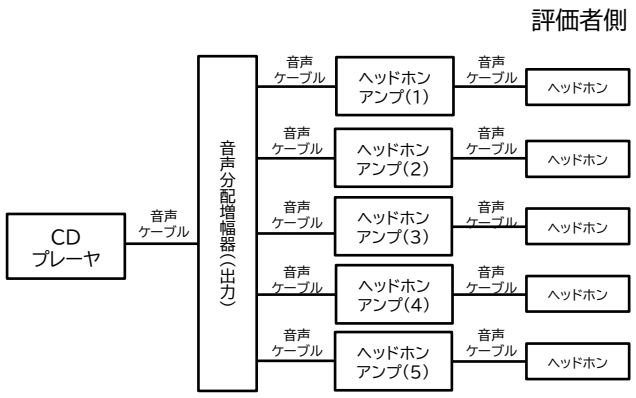 評価者側
音声
ケーブル
ヘッドホン
アンプ(1)
音声
ケーブル
ヘッドホン
音声
ケーブル
ヘッドホン
アンプ(2)
音声
ケーブル
ヘッドホン
CD
プレーヤ
音声
ケーブル
音声分配増幅器((出力)
音声
ケーブル
ヘッドホン
アンプ(3)
音声
ケーブル
ヘッドホン
音声
ケーブル
ヘッドホン
アンプ(4)
音声
ケーブル
ヘッドホン
音声
ケーブル
ヘッドホン
アンプ(5)
音声
ケーブル
ヘッドホン